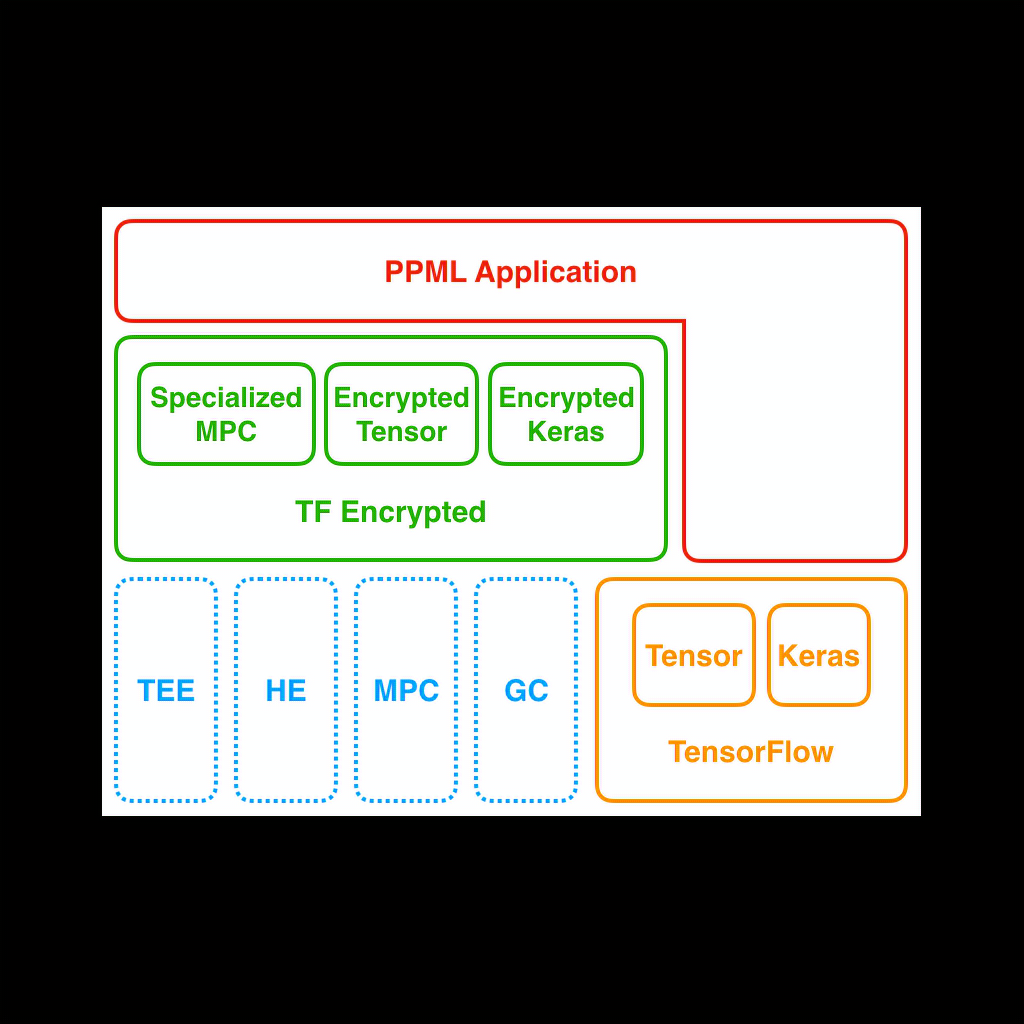 PPML Application
Specialized
MPC
Encrypted
Tensor
Encrypted
Keras
TF Encrypted
TEE
HE
MPC
GC
Tensor
Keras
TensorFlow